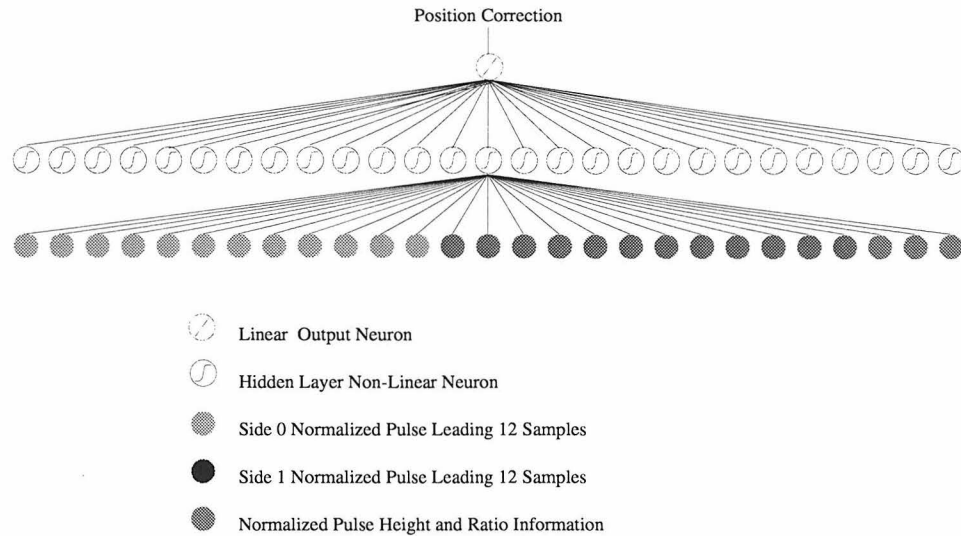 Position Correction
Linear Output Neuron
Hidden Layer Non-Linear Neuron
Side 0 Normalized Pulse Leading 12 Samples
Side 1 Normalized Pulse Leading 12 Samples
Normalized Pulse Height and Ratio Information